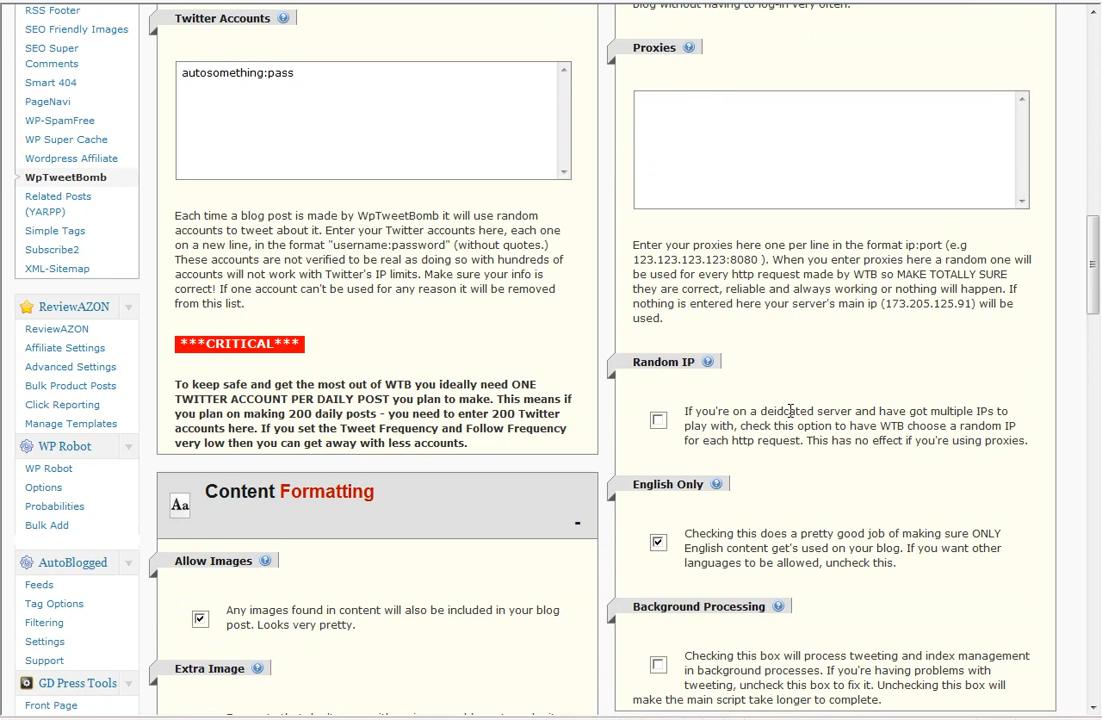 RSS Footer
SEO Friendly Images
SEO Super
Comments
Smart 404
PageNavi
WP-SpamFree
WP Super Cache
Wordpress Affiliate
WpTweetBomb
Related Posts
(YARPP)
Simple Tags
Subscribe2
XML-Sitemap
ReviewAZON
ReviewAZON
Affiliate Settings
Advanced Settings
Bulk Product Posts
Click Reporting
Manage Templates
WP Robot
WP Robot
Options
Probabilities
Bulk Add
AutoBlogged
Feeds
Tag Options
Filtering
Settings
Support
GD Press Tools
Front Page
Twitter Accounts
autosomething:pass
Each time a blog post is made by WpTweetBomb it will use random
accounts to tweet about it. Enter your Twitter accounts here, each one
on a new line, in the format "username:password" (without quotes.)
These accounts are not verified to be real as doing so with hundreds of
accounts will not work with Twitter's IP limits. Make sure your info is
correct! If one account can't be used for any reason it will be removed
from this list.
***CRITICAL***
To keep safe and get the most out of WTB you ideally need ONE
TWITTER ACCOUNT PER DAILY POST you plan to make. This means if
you plan on making 200 daily posts - you need to enter 200 Twitter
accounts here. If you set the Tweet Frequency and Follow Frequency
very low then you can get away with less accounts.
Aa
Content Formatting
-
Allow Images
Any images found in content will also be included in your blog
post. Looks very pretty.
Extra Image
blog without having to log-in very often.
Proxies
Enter your proxies here one per line in the format ip:port (e.g
123.123.123.123:8080 ). When you enter proxies here a random one will
be used for every http request made by WTB so MAKE TOTALLY SURE
they are correct, reliable and always working or nothing will happen. If
nothing is entered here your server's main ip (173.205.125.91) will be
used.
Random IP
If you're on a deidcated server and have got multiple IPs to
play with, check this option to have WTB choose a random IP
for each http request. This has no effect if you're using proxies.
English Only
Checking this does a pretty good job of making sure ONLY
English content get's used on your blog. If you want other
languages to be allowed, uncheck this.
Background Processing
Checking this box will process tweeting and index management
in background processes. If you're having problems with
tweeting, uncheck this box to fix it. Unchecking this box will
make the main script take longer to complete.